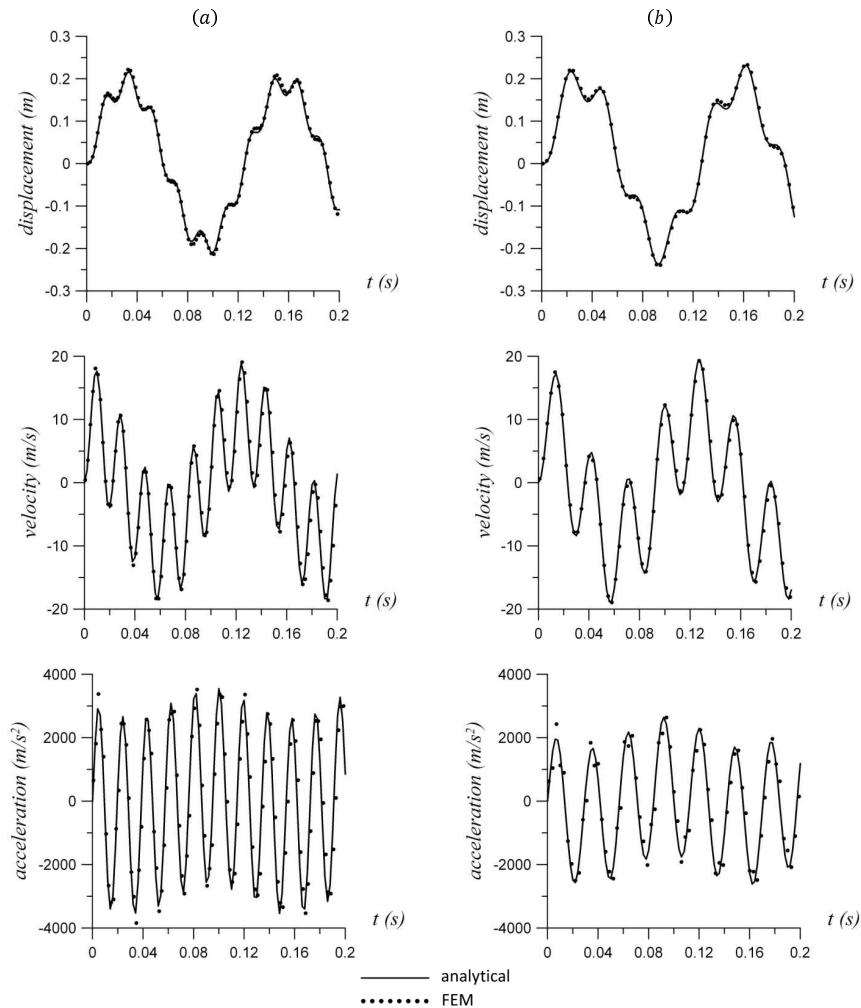 (a)
(b)
0.3
0.2
0.1
0
-0.1
-0.2
-0.3
displacement (m)
0 0.04 0.08 0.12 0.16 0.2
t (s)
0.3
0.2
0.1
0
-0.1
-0.2
-0.3
displacement (m)
0 0.04 0.08 0.12 0.16 0.2
t (s)
20
10
0
-10
-20
velocity (m/s)
0 0.04 0.08 0.12 0.16 0.2
t (s)
20
10
0
-10
-20
velocity (m/s)
0 0.04 0.08 0.12 0.16 0.2
t (s)
4000
2000
0
-2000
-4000
acceleration (m/s²)
0 0.04 0.08 0.12 0.16 0.2
t (s)
4000
2000
0
-2000
-4000
acceleration (m/s²)
0 0.04 0.08 0.12 0.16 0.2
t (s)
analytical
FEM